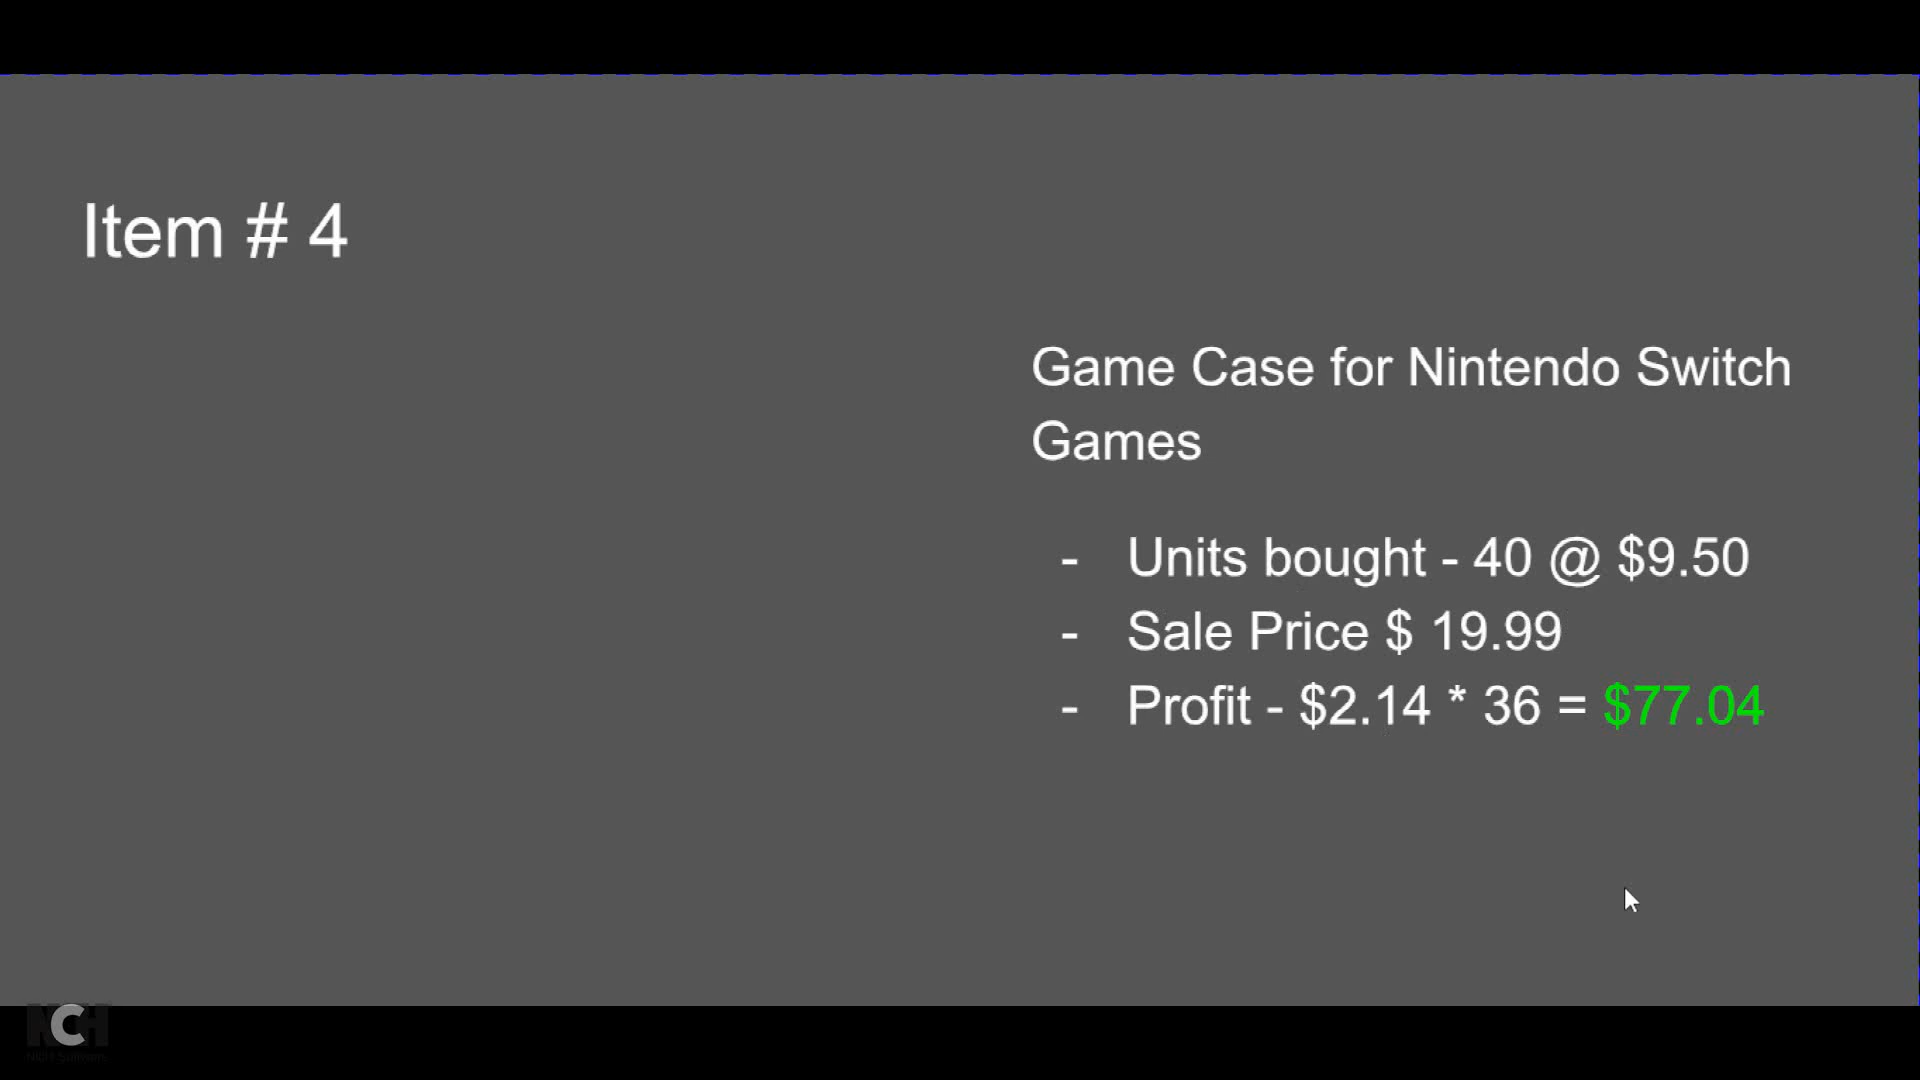 Item # 4
Game Case for Nintendo Switch
Games
- Units bought - 40 @ $9.50
- Sale Price $ 19.99
- Profit - $2.14 * 36 = $77.04
NCH